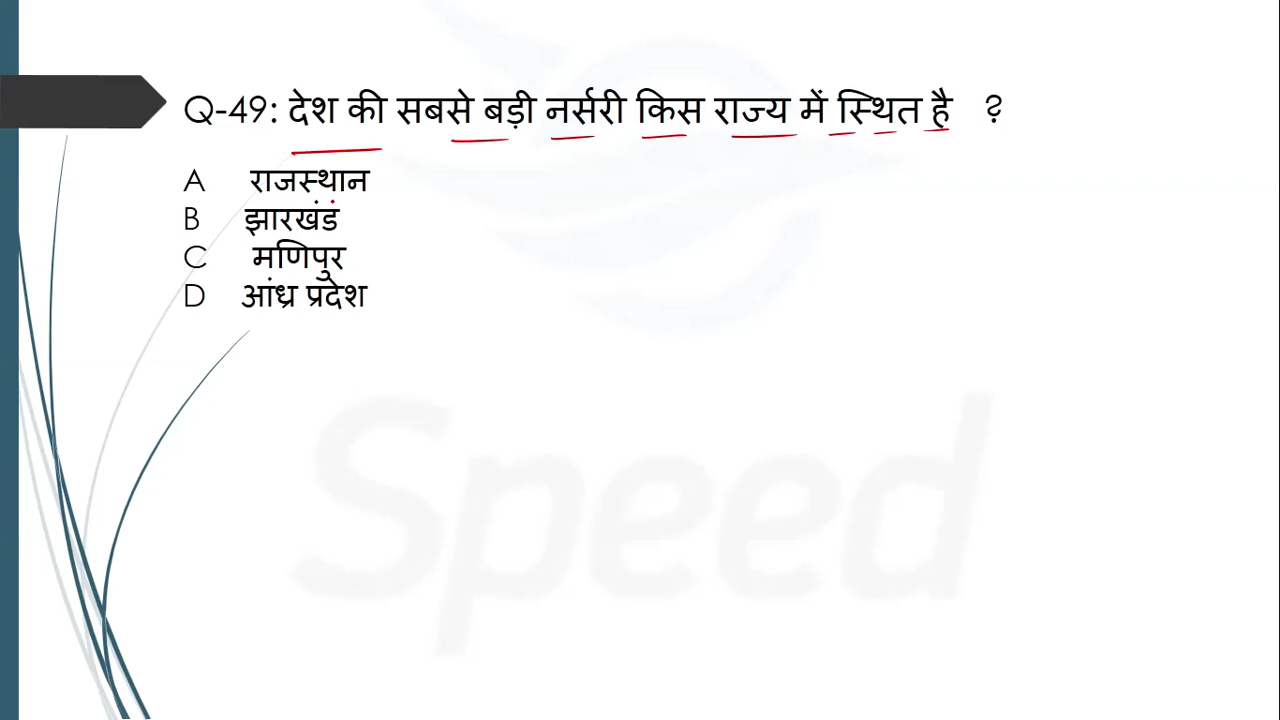 Q-49: देश की सबसे बड़ी नर्सरी किस राज्य में स्थित है ?
A राजस्थान
B झारखंड
C मणिपुर
D आंध्र प्रदेश
Speed